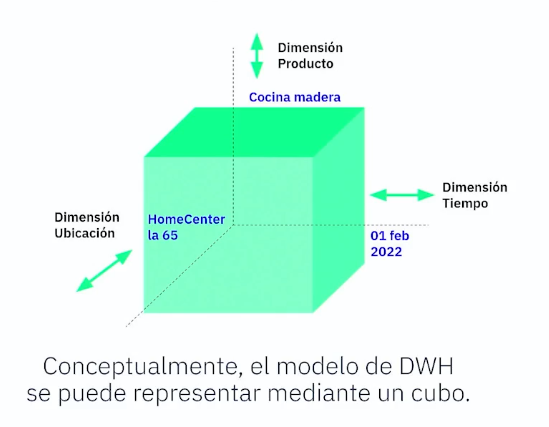 Dimensión
Producto
Cocina madera
Dimensión
Tiempo
Dimensión
Ubicación
HomeCenter
la 65
01 feb
2022
Conceptualmente, el modelo de DWH
se puede representar mediante un cubo.